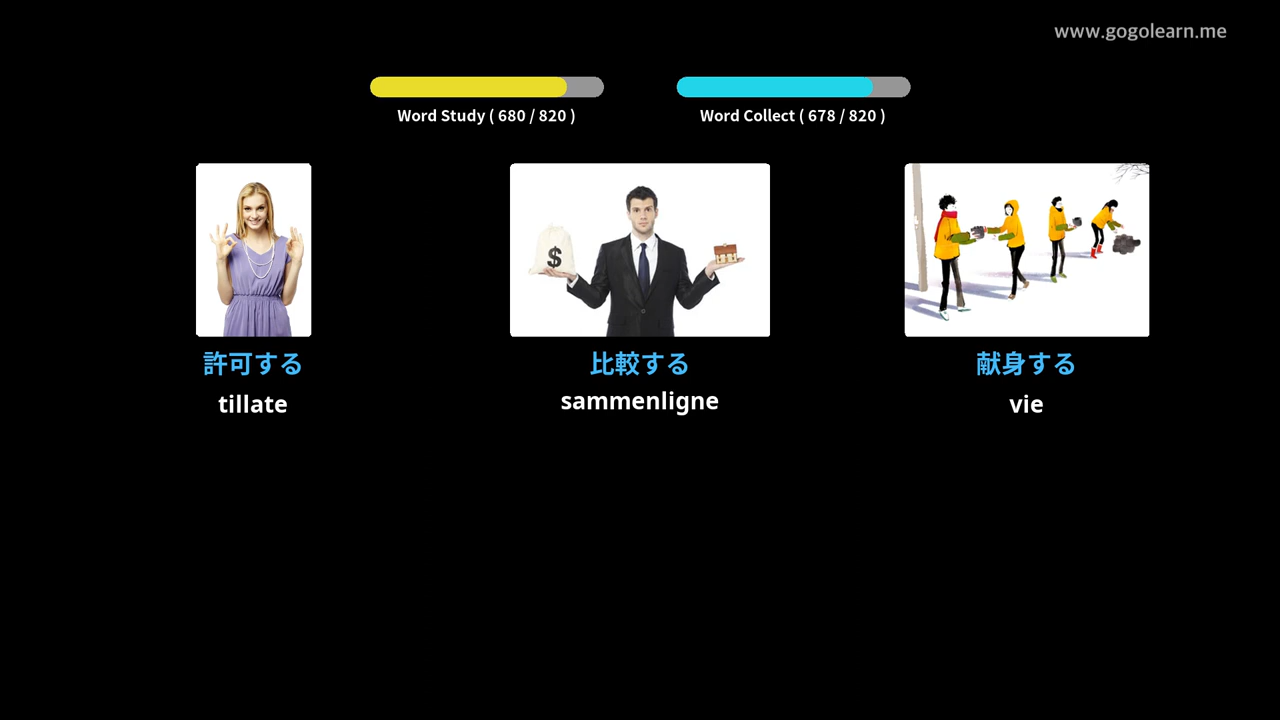 www.gogolearn.me
Word Study ( 680 / 820 )
Word Collect ( 678 / 820 )
$
許可する
比較する
献身する
tillate
sammenligne
vie